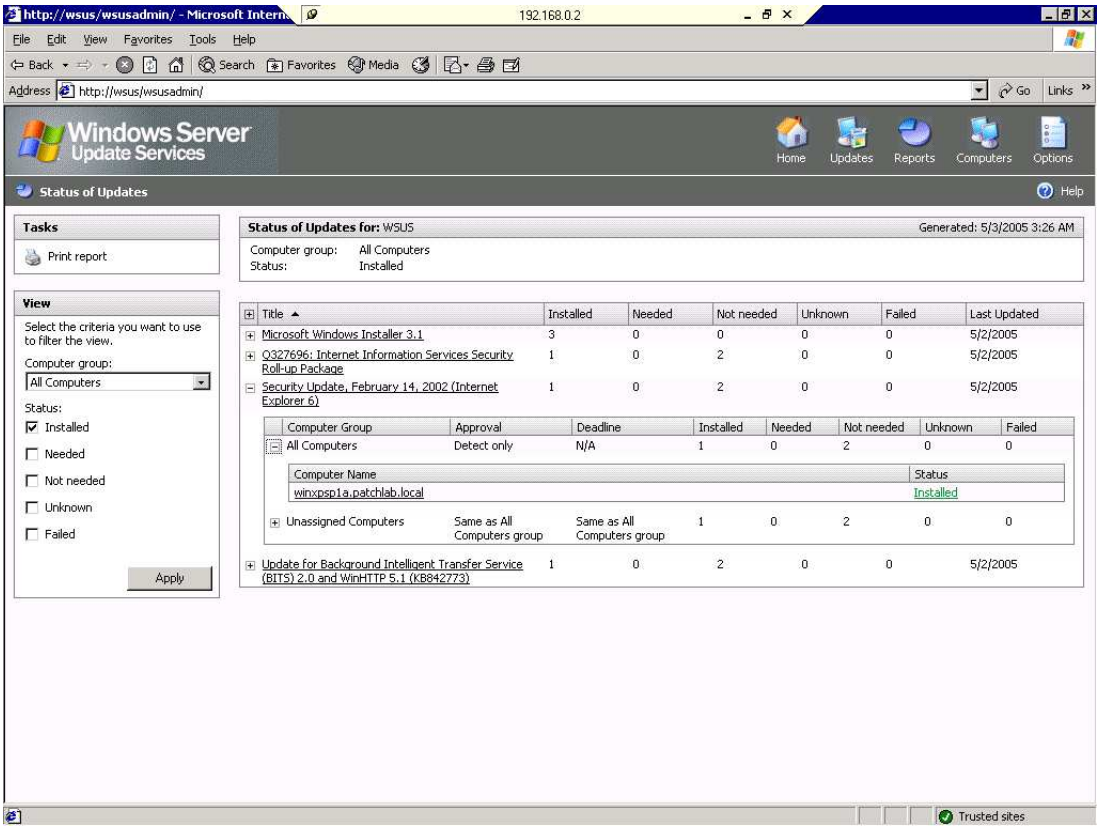 http://wsus/wsusadmin/ - Microsoft Intern
192.168.0.2
File Edit View Favorites Tools Help
Back Search Favorites Media
Address http://wsus/wsusadmin/ Go Links »
Windows Server
Update Services
Home Updates Reports Computers Options
Status of Updates Help
Tasks
Print report
View
Select the criteria you want to use
to filter the view.
Computer group:
All Computers
Status:
Installed
Needed
Not needed
Unknown
Failed
Apply
Status of Updates for: WSUS Generated: 5/3/2005 3:26 AM
Computer group: All Computers
Status: Installed
Title Installed Needed Not needed Unknown Failed Last Updated
Microsoft Windows Installer 3.1 3 0 0 0 0 5/2/2005
Q327696: Internet Information Services Security 1 0 2 0 0 5/2/2005
Roll-up Package
Security Update, February 14, 2002 (Internet 1 0 2 0 0 5/2/2005
Explorer 6)
Computer Group Approval Deadline Installed Needed Not needed Unknown Failed
All Computers Detect only N/A 1 0 2 0 0
Computer Name Status
winxpsp1a.patchlab.local Installed
Unassigned Computers Same as All Same as All 1 0 2 0 0
Computers group Computers group
Update for Background Intelligent Transfer Service 1 0 2 0 0 5/2/2005
(BITS) 2.0 and WinHTTP 5.1 (KB842773)
Trusted sites